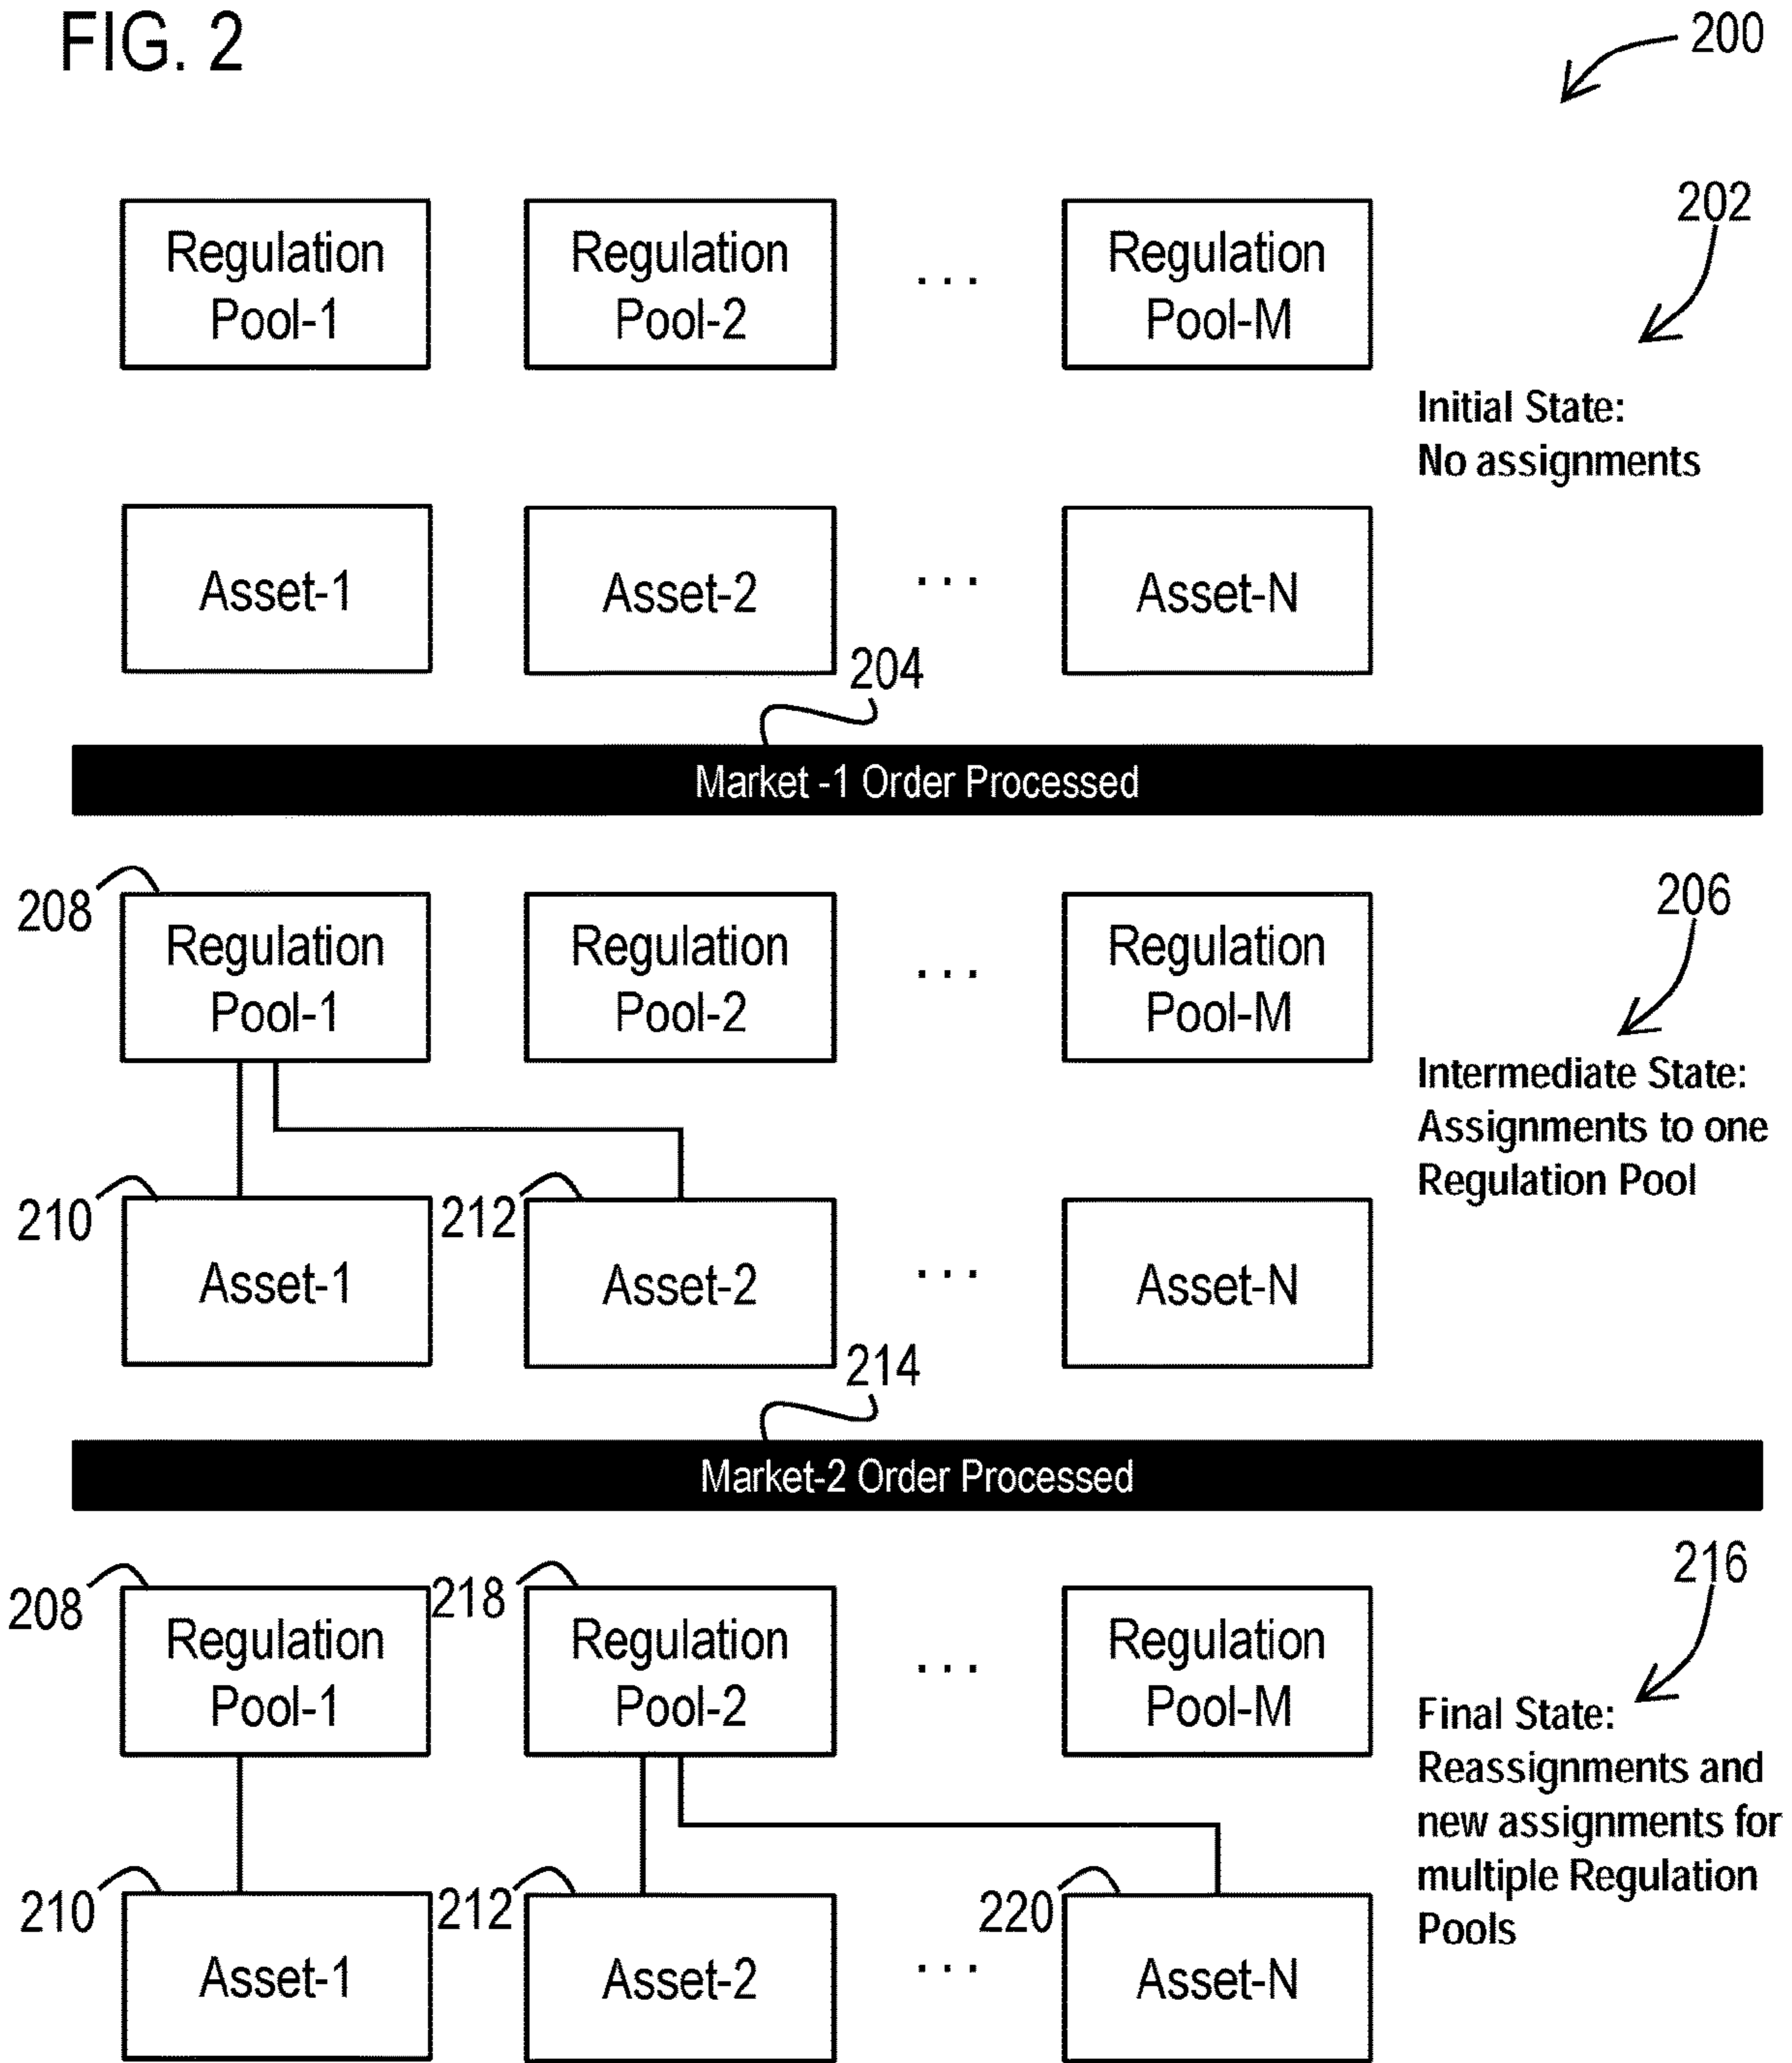 FIG. 2
200
202
Regulation
Pool-1
Regulation
Pool-2
. . .
Regulation
Pool-M
Initial State:
No assignments
Asset-1
Asset-2
. . .
Asset-N
204
Market -1 Order Processed
206
208
Regulation
Pool-1
Regulation
Pool-2
. . .
Regulation
Pool-M
Intermediate State:
Assignments to one
Regulation Pool
210
Asset-1
212
Asset-2
. . .
Asset-N
214
Market-2 Order Processed
216
208
Regulation
Pool-1
218
Regulation
Pool-2
. . .
Regulation
Pool-M
Final State:
Reassignments and
new assignments for
multiple Regulation
Pools
210
Asset-1
212
Asset-2
. . .
220
Asset-N